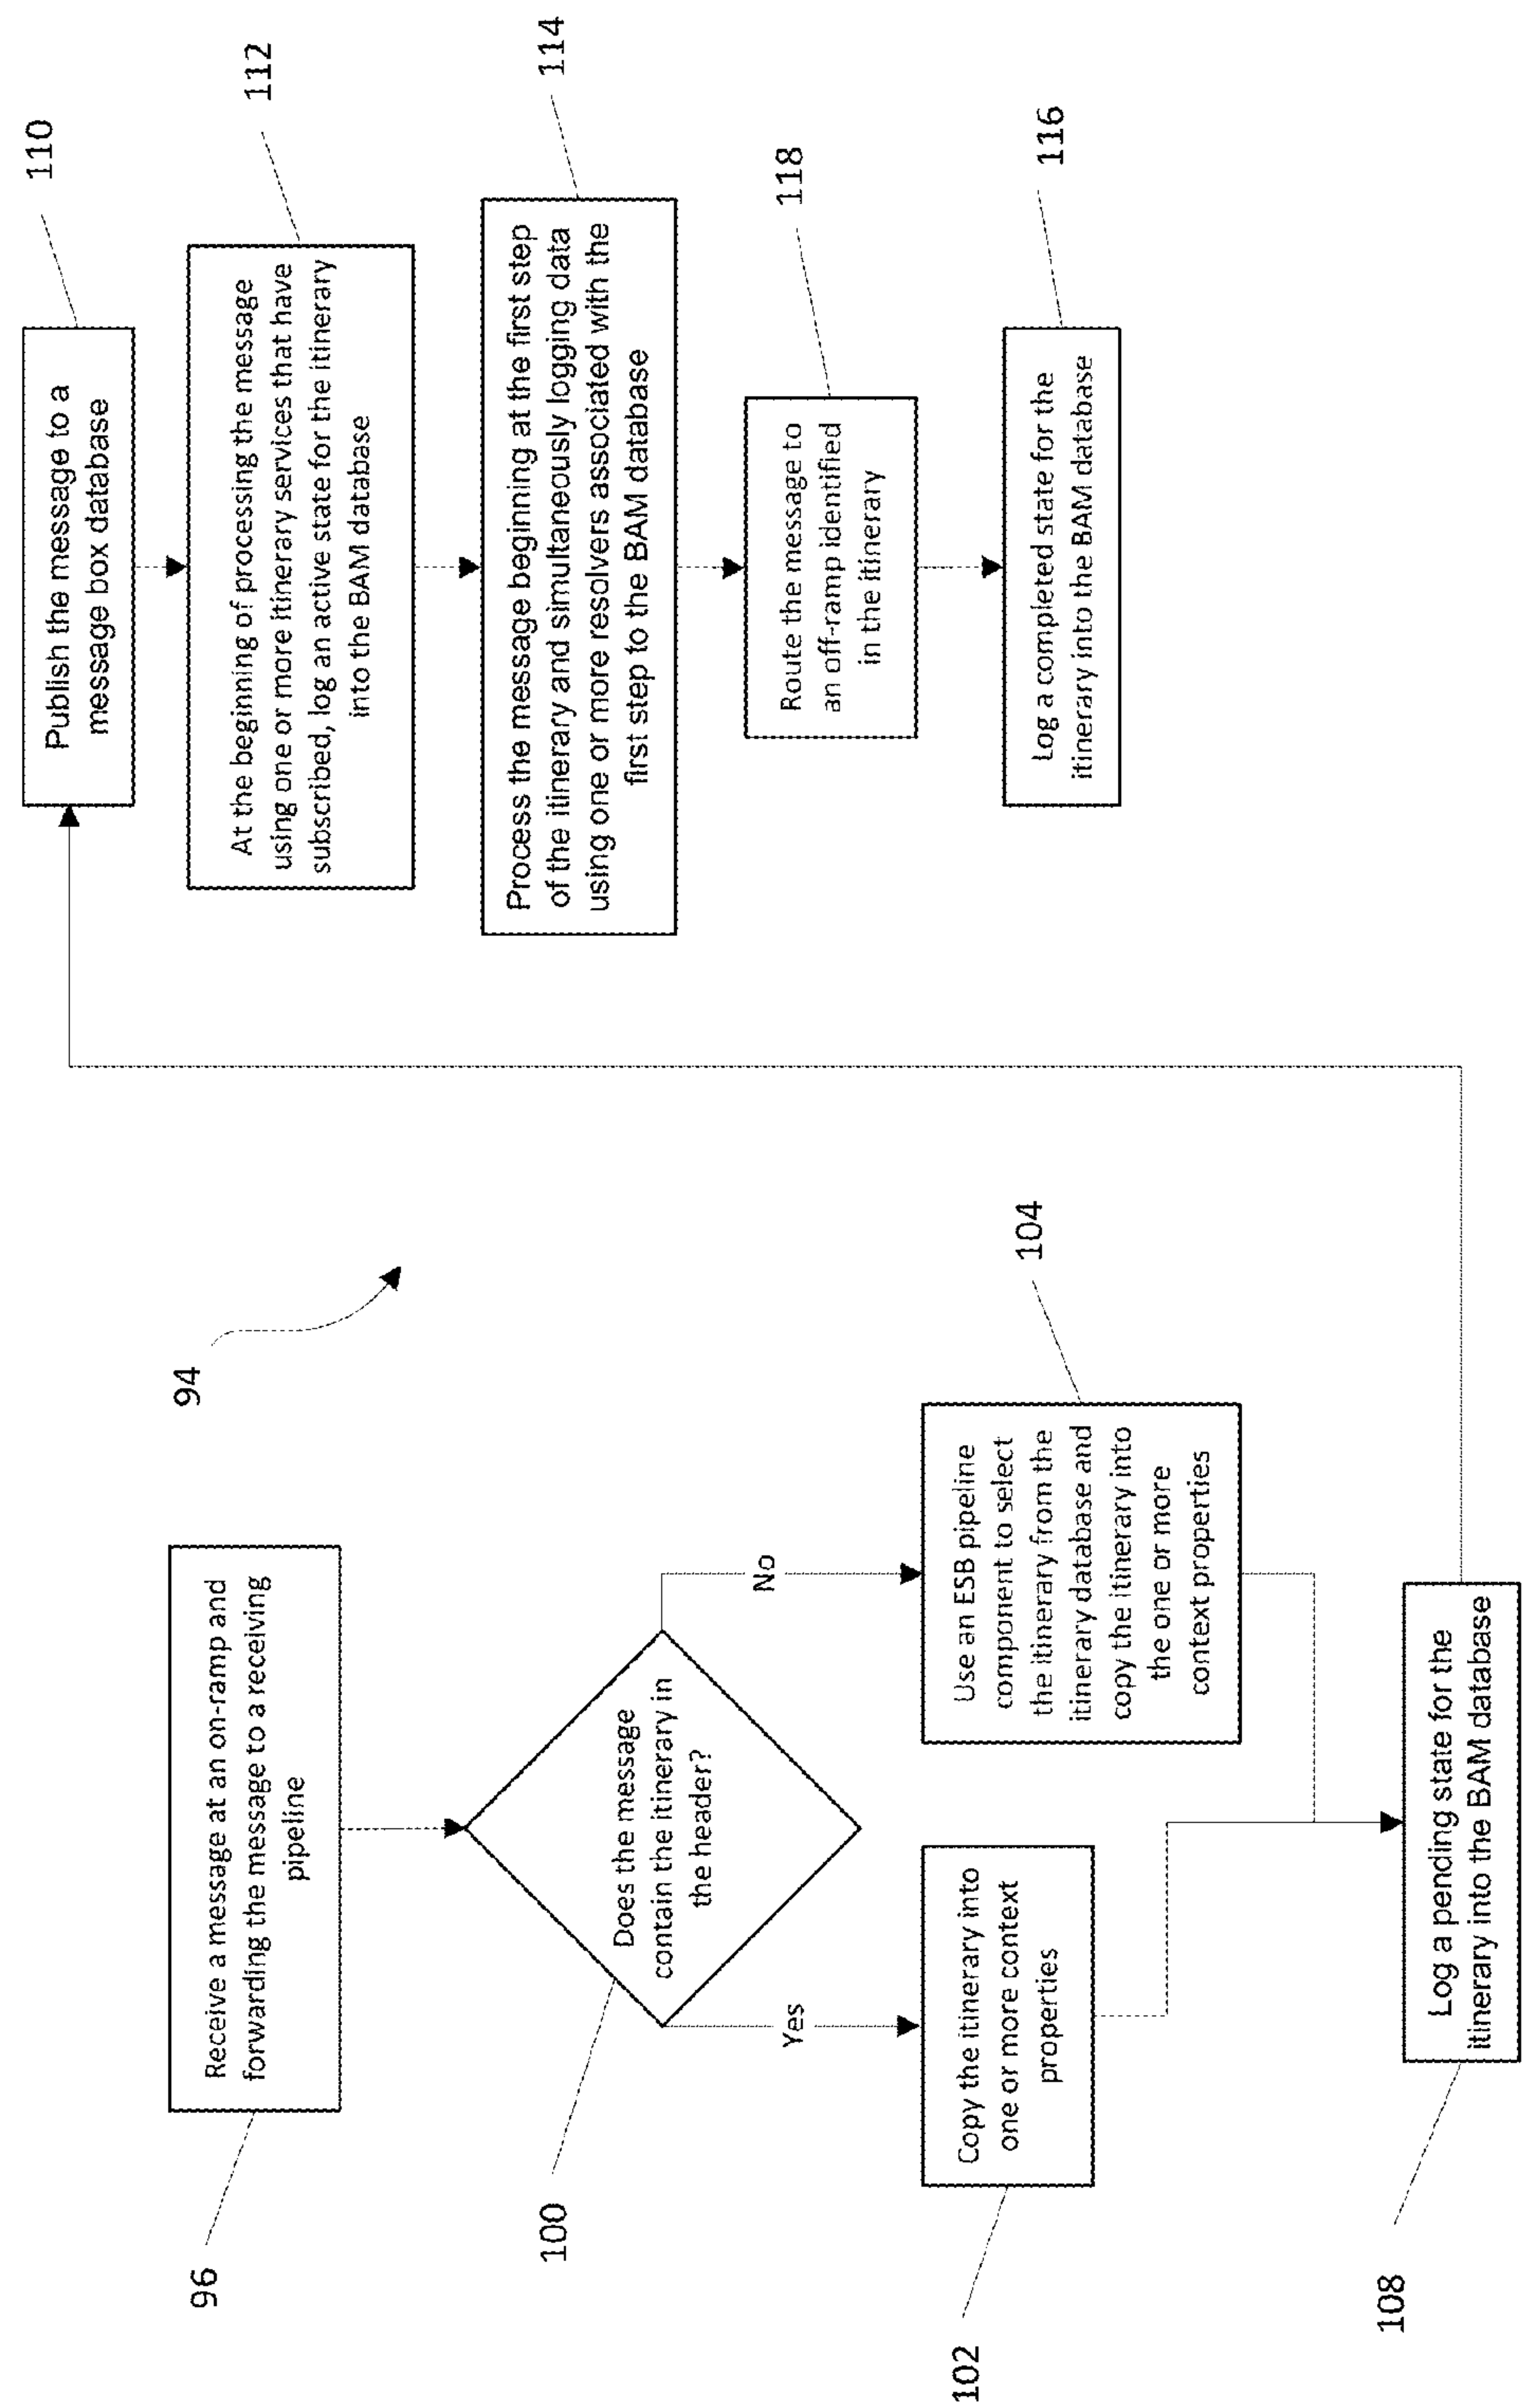 94
96
Receive a message at an on-ramp and
forwarding the message to a receiving
pipeline
100
Does the message
contain the itinerary in
the header?
Yes
No
102
Copy the itinerary into
one or more context
properties
104
Use an ESB pipeline
component to select
the itinerary from the
itinerary database and
copy the itinerary into
the one or more
context properties
108
Log a pending state for the
itinerary into the BAM database
110
Publish the message to a
message box database
112
At the beginning of processing the message
using one or more itinerary services that have
subscribed, log an active state for the itinerary
into the BAM database
114
Process the message beginning at the first step
of the itinerary and simultaneously logging data
using one or more resolvers associated with the
first step to the BAM database
118
Route the message to
an off-ramp identified
in the itinerary
116
Log a completed state for the
itinerary into the BAM database